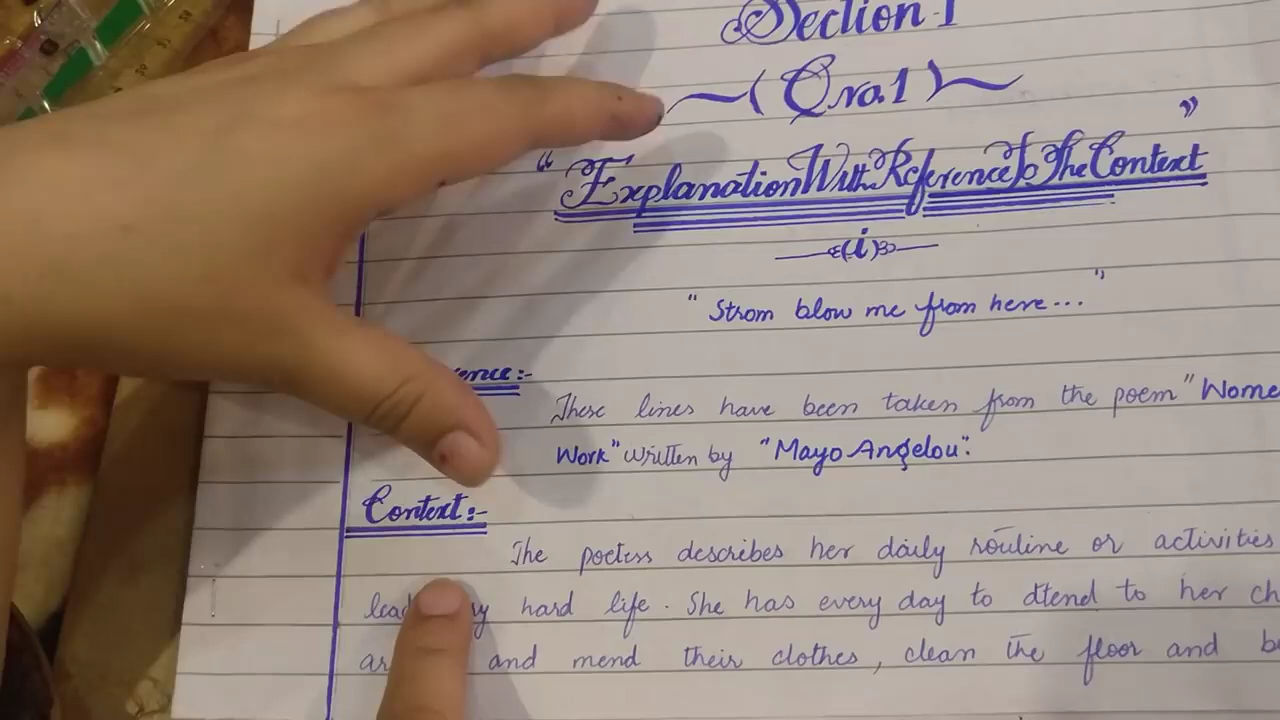 Section 1
(Q no.1)
"Explanation With Reference To The Context"
(i)
"Strom blow me from here..."
These lines have been taken from the poem "Wome
Work" written by "Mayo Angelou".
Context:-
The poetess describes her daily routine or activities
hard life. She has every day to attend to her ch
and mend their clothes, clean the floor and b